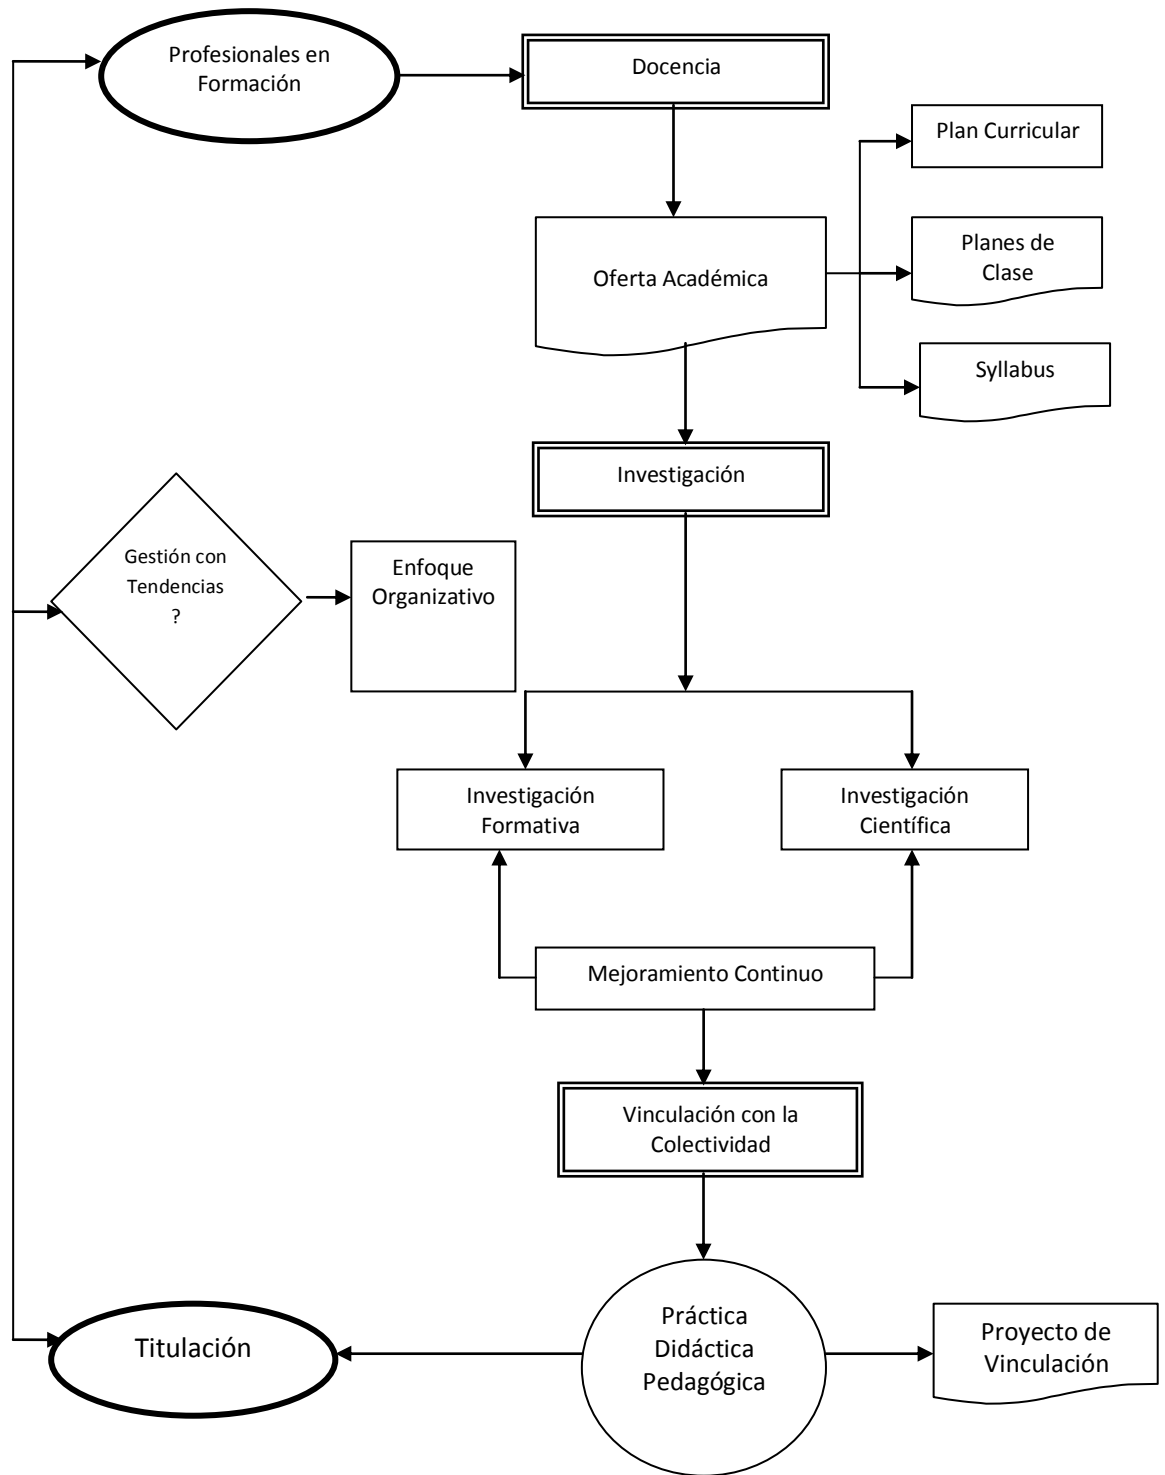 Profesionales en
Formación
Docencia
Plan Curricular
Planes de
Clase
Oferta Académica
Syllabus
Investigación
Gestión con
Tendencias
?
Enfoque
Organizativo
Investigación
Formativa
Investigación
Científica
Mejoramiento Continuo
Vinculación con la
Colectividad
Práctica
Didáctica
Pedagógica
Titulación
Proyecto de
Vinculación